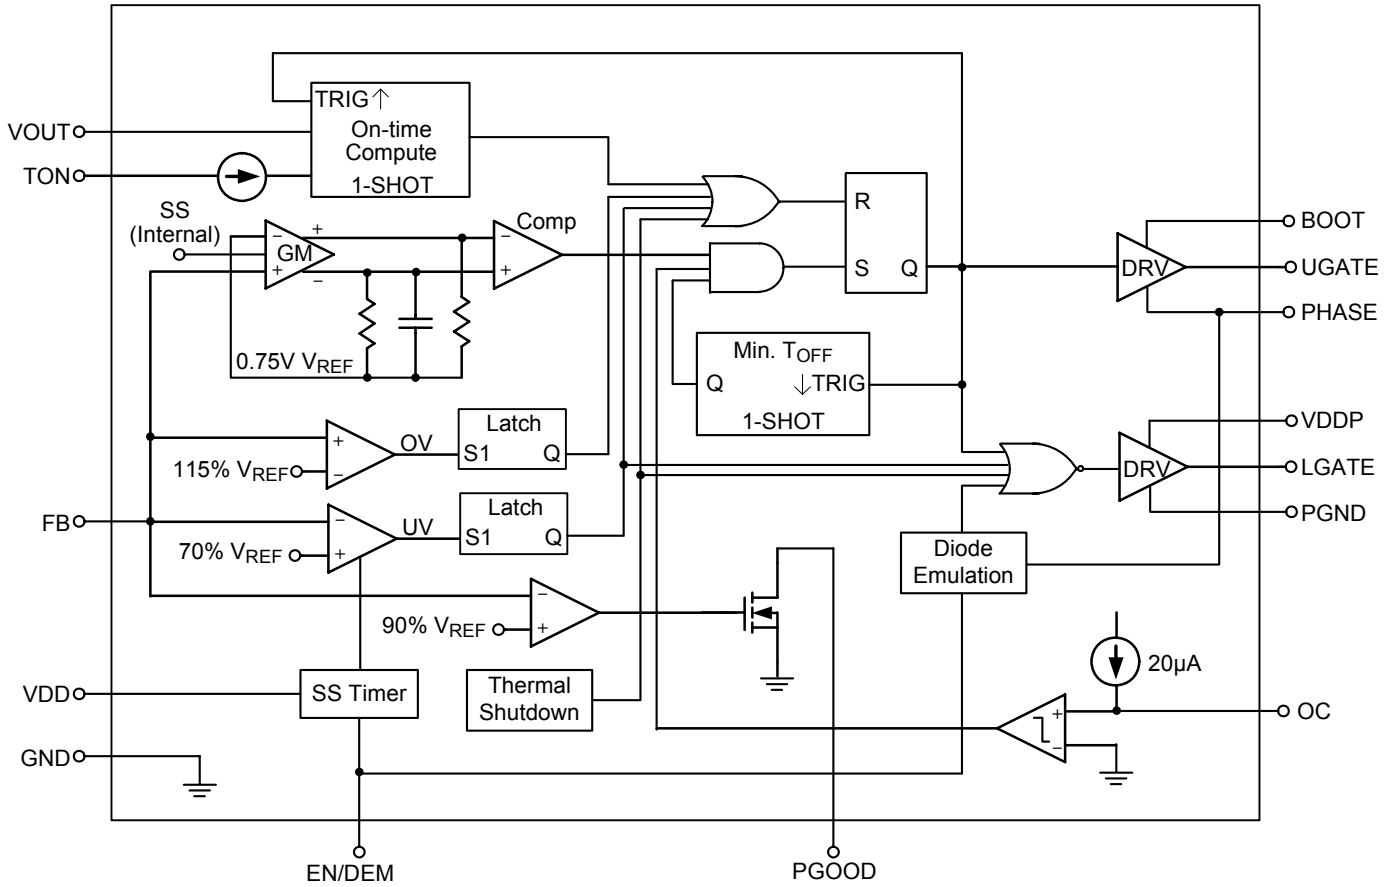 TRIG↑
On-time
Compute
1-SHOT
VOUT
TON
SS
(Internal)
−
+
GM
+
−
0.75V VREF
Comp
−
+
R
S
Q
Min. TOFF
Q
↓TRIG
1-SHOT
DRV
BOOT
UGATE
PHASE
+
−
115% VREF
OV
Latch
S1
Q
FB
−
+
70% VREF
UV
Latch
S1
Q
DRV
VDDP
LGATE
PGND
Diode
Emulation
90% VREF
−
+
VDD
SS Timer
Thermal
Shutdown
20µA
+
−
OC
GND
EN/DEM
PGOOD